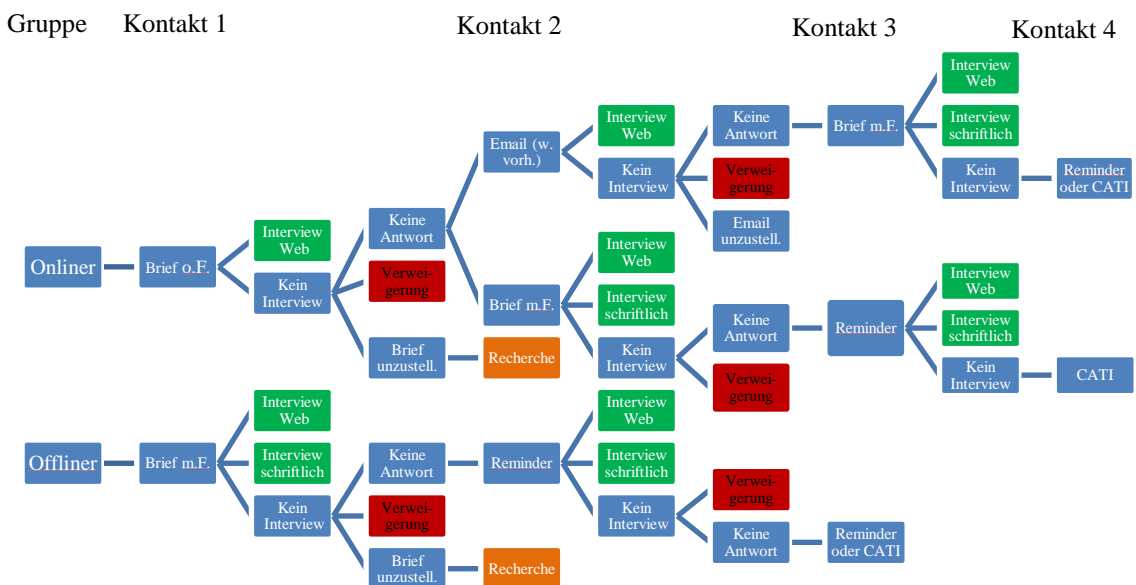 Gruppe
Kontakt 1
Kontakt 2
Kontakt 3
Kontakt 4
Onliner
Brief o.F.
Interview
Web
Kein
Interview
Keine
Antwort
Verwei-
gerung
Brief
unzustell.
Recherche
Email (w.
vorh.)
Interview
Web
Kein
Interview
Keine
Antwort
Verwei-
gerung
Email
unzustell.
Brief m.F.
Interview
Web
Interview
schriftlich
Kein
Interview
Reminder
oder CATI
Brief m.F.
Interview
Web
Interview
schriftlich
Kein
Interview
Keine
Antwort
Verwei-
gerung
Reminder
Interview
Web
Interview
schriftlich
Kein
Interview
CATI
Offliner
Brief m.F.
Interview
Web
Interview
schriftlich
Kein
Interview
Keine
Antwort
Verwei-
gerung
Brief
unzustell.
Recherche
Reminder
Interview
Web
Interview
schriftlich
Kein
Interview
Verwei-
gerung
Keine
Antwort
Reminder
oder CATI